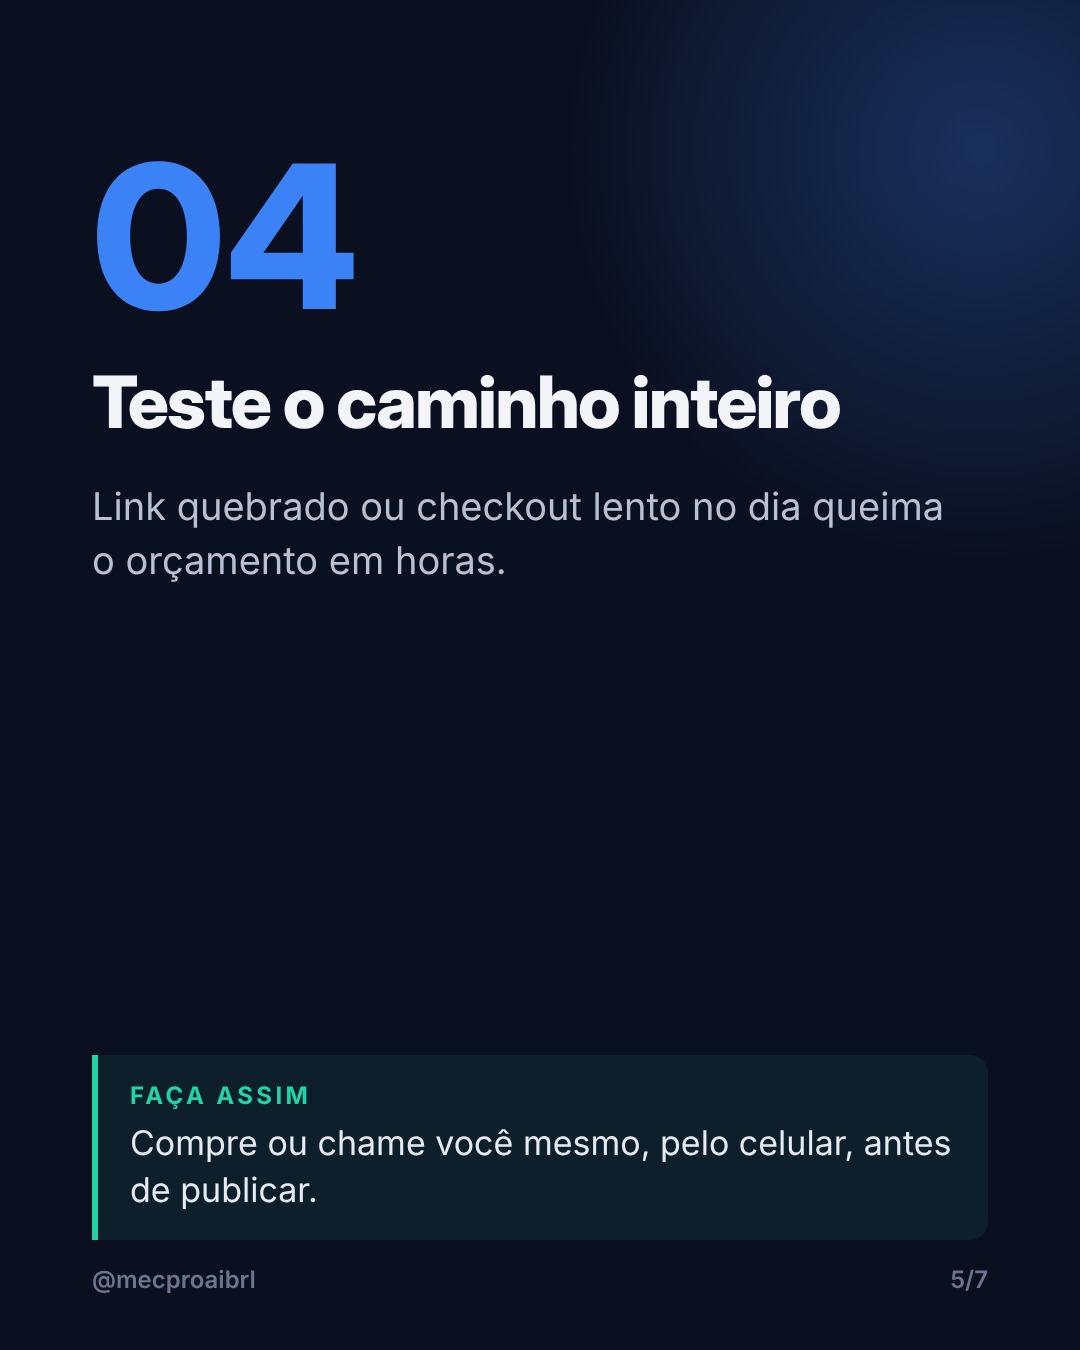 04
Teste o caminho inteiro
Link quebrado ou checkout lento no dia queima
o orçamento em horas.
FAÇA ASSIM
Compre ou chame você mesmo, pelo celular, antes
de publicar.
@mecproaibrl
5/7